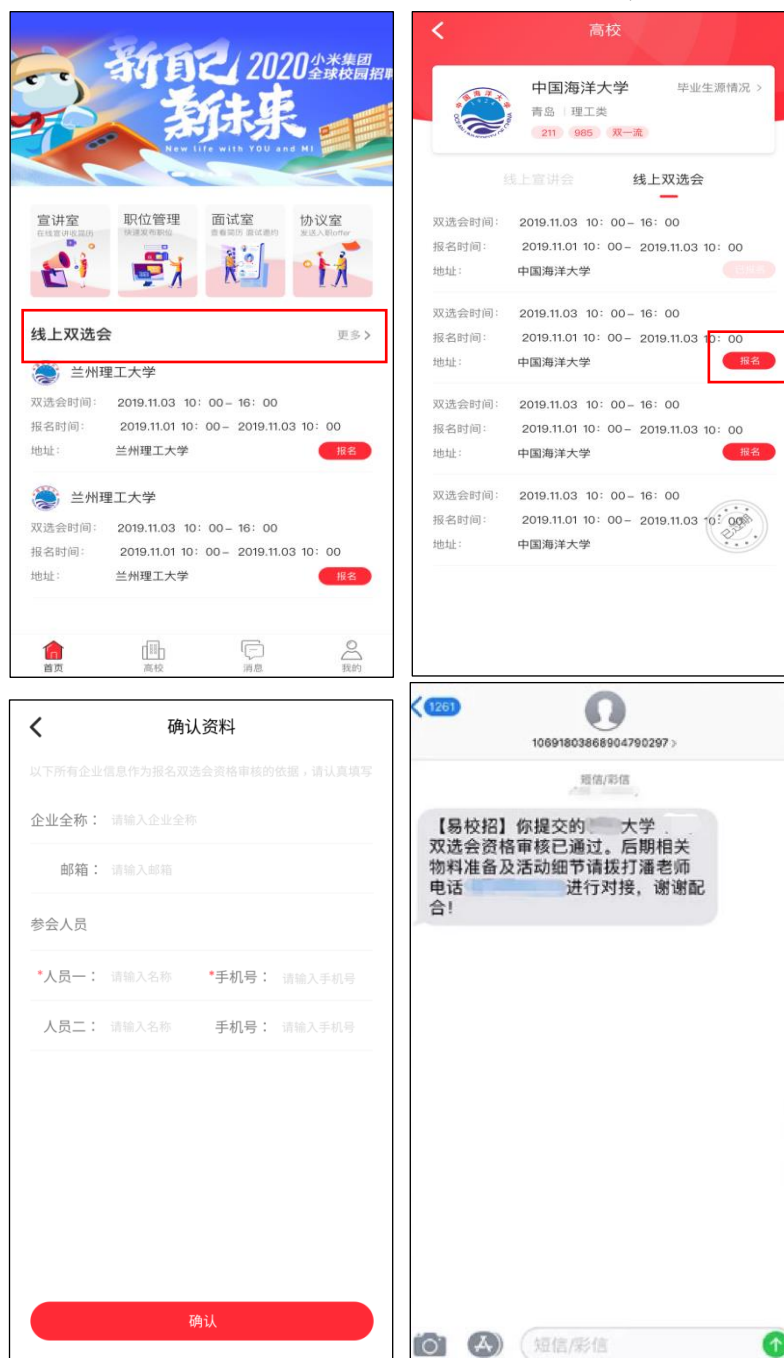 新自己 2020 小米集团
全球校园招聘
新未来
New life with YOU and MI
宣讲室
在线宣讲收简历
职位管理
快速发布职位
面试室
查看简历 面试邀约
协议室
发送入职offer
线上双选会 更多 >
兰州理工大学
双选会时间: 2019.11.03 10: 00 – 16: 00
报名时间: 2019.11.01 10: 00 – 2019.11.03 10: 00
地址: 兰州理工大学 报名
兰州理工大学
双选会时间: 2019.11.03 10: 00 – 16: 00
报名时间: 2019.11.01 10: 00 – 2019.11.03 10: 00
地址: 兰州理工大学 报名
首页 高校 消息 我的
高校
中国海洋大学 毕业生源情况 >
青岛 | 理工类
211 985 双一流
线上宣讲会 线上双选会
双选会时间: 2019.11.03 10: 00 – 16: 00
报名时间: 2019.11.01 10: 00 – 2019.11.03 10: 00
地址: 中国海洋大学 已报名
双选会时间: 2019.11.03 10: 00 – 16: 00
报名时间: 2019.11.01 10: 00 – 2019.11.03 10: 00
地址: 中国海洋大学 报名
双选会时间: 2019.11.03 10: 00 – 16: 00
报名时间: 2019.11.01 10: 00 – 2019.11.03 10: 00
地址: 中国海洋大学 报名
双选会时间: 2019.11.03 10: 00 – 16: 00
报名时间: 2019.11.01 10: 00 – 2019.11.03 10: 00
已过期
地址: 中国海洋大学
确认资料
以下所有企业信息作为报名双选会资格审核的依据，请认真填写
企业全称： 请输入企业全称
邮箱： 请输入邮箱
参会人员
*人员一： 请输入名称 *手机号： 请输入手机号
人员二： 请输入名称 手机号： 请输入手机号
确认
1261
10691803868904790297 >
短信/彩信
【易校招】你提交的 大学
双选会资格审核已通过。后期相关
物料准备及活动细节请拨打潘老师
电话 进行对接，谢谢配
合！
短信/彩信